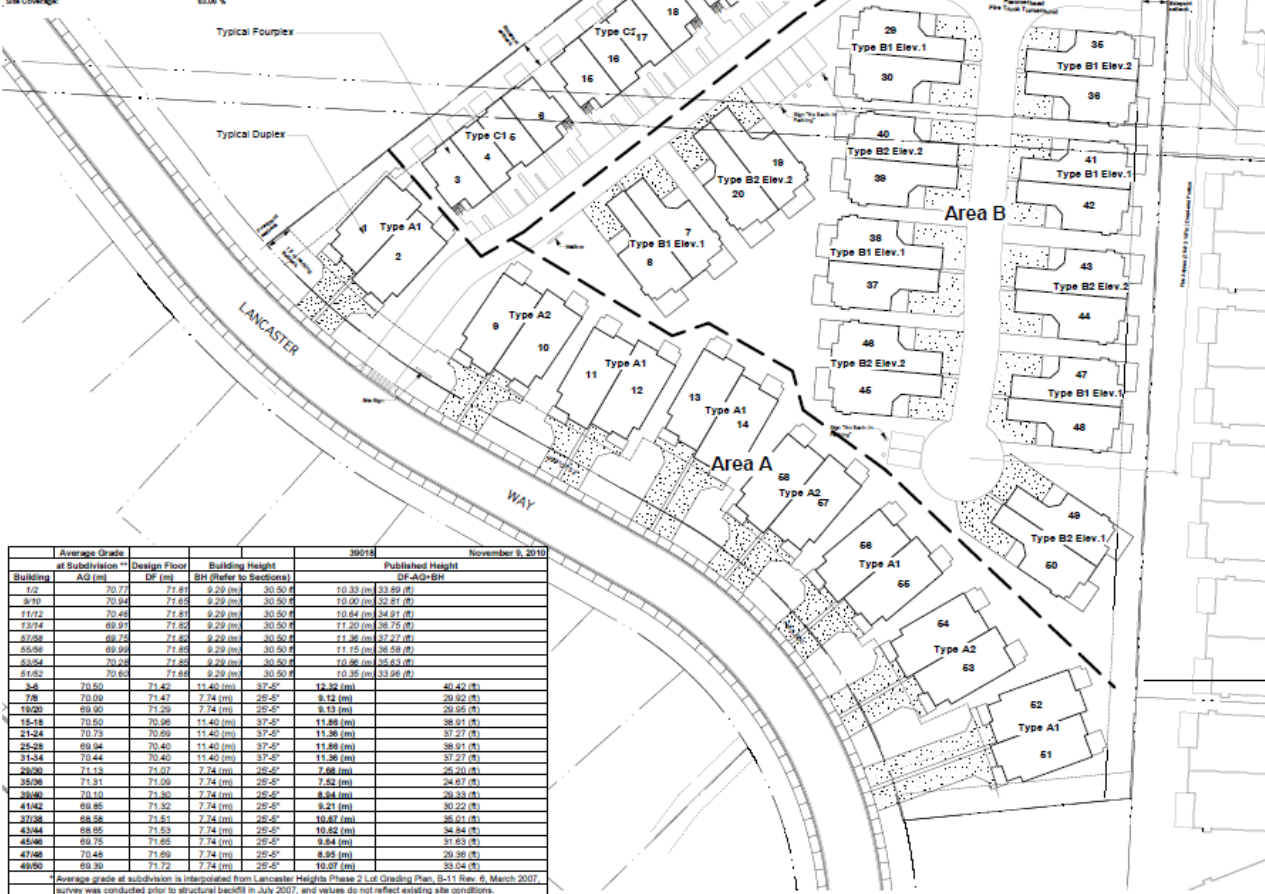 Site Coverage:
Typical Fourplex
Typical Duplex
18
Type C2 17
16
15
6
Type C1 5
4
3
1
Type A1
2
29
Type B1 Elev.1
30
35
Type B1 Elev.2
36
Fire Truck Turnaround
Sign "No Back-in
Parking"
40
Type B2 Elev.2
39
41
Type B1 Elev.1
42
19
Type B2 Elev.2
20
7
Type B1 Elev.1
8
Area B
38
Type B1 Elev.1
37
43
Type B2 Elev.2
44
46
Type B2 Elev.2
45
47
Type B1 Elev.1
48
LANCASTER
WAY
9
Type A2
10
Type A1
11
12
13
Type A1
14
Site Sign
Mailbox
Area A
58
Type A2
57
Sign "No Back-in
Parking"
49
Type B2 Elev.1
50
56
Type A1
55
54
Type A2
53
52
Type A1
51
Average Grade 39018 November 9, 2010
at Subdivision ** Design Floor Building Height Published Height
Building AG (m) DF (m) BH (Refer to Sections) DF-AG+BH
1/2 70.77 71.81 9.29 (m) 30.50 ft 10.33 (m) 33.89 (ft)
9/10 70.94 71.65 9.29 (m) 30.50 ft 10.00 (m) 32.81 (ft)
11/12 70.46 71.81 9.29 (m) 30.50 ft 10.64 (m) 34.91 (ft)
13/14 69.91 71.82 9.29 (m) 30.50 ft 11.20 (m) 36.75 (ft)
57/58 69.75 71.82 9.29 (m) 30.50 ft 11.36 (m) 37.27 (ft)
55/56 69.99 71.85 9.29 (m) 30.50 ft 11.15 (m) 36.58 (ft)
53/54 70.28 71.85 9.29 (m) 30.50 ft 10.86 (m) 35.63 (ft)
51/52 70.60 71.66 9.29 (m) 30.50 ft 10.35 (m) 33.96 (ft)
3-6 70.50 71.42 11.40 (m) 37'-5" 12.32 (m) 40.42 (ft)
7/8 70.09 71.47 7.74 (m) 25'-5" 9.12 (m) 29.92 (ft)
19/20 69.90 71.29 7.74 (m) 25'-5" 9.13 (m) 29.95 (ft)
15-18 70.50 70.96 11.40 (m) 37'-5" 11.86 (m) 38.91 (ft)
21-24 70.73 70.69 11.40 (m) 37'-5" 11.36 (m) 37.27 (ft)
25-28 69.94 70.40 11.40 (m) 37'-5" 11.86 (m) 38.91 (ft)
31-34 70.44 70.40 11.40 (m) 37'-5" 11.36 (m) 37.27 (ft)
29/30 71.13 71.07 7.74 (m) 25'-5" 7.68 (m) 25.20 (ft)
35/36 71.31 71.09 7.74 (m) 25'-5" 7.52 (m) 24.67 (ft)
39/40 70.10 71.30 7.74 (m) 25'-5" 8.94 (m) 29.33 (ft)
41/42 69.85 71.32 7.74 (m) 25'-5" 9.21 (m) 30.22 (ft)
37/38 68.58 71.51 7.74 (m) 25'-5" 10.67 (m) 35.01 (ft)
43/44 68.65 71.53 7.74 (m) 25'-5" 10.62 (m) 34.84 (ft)
45/46 69.75 71.65 7.74 (m) 25'-5" 9.64 (m) 31.63 (ft)
47/48 70.48 71.69 7.74 (m) 25'-5" 8.95 (m) 29.36 (ft)
49/50 69.39 71.72 7.74 (m) 25'-5" 10.07 (m) 33.04 (ft)
* Average grade at subdivision is interpolated from Lancaster Heights Phase 2 Lot Grading Plan, B-11 Rev. 6, March 2007,
survey was conducted prior to structural backfill in July 2007, and values do not reflect existing site conditions.